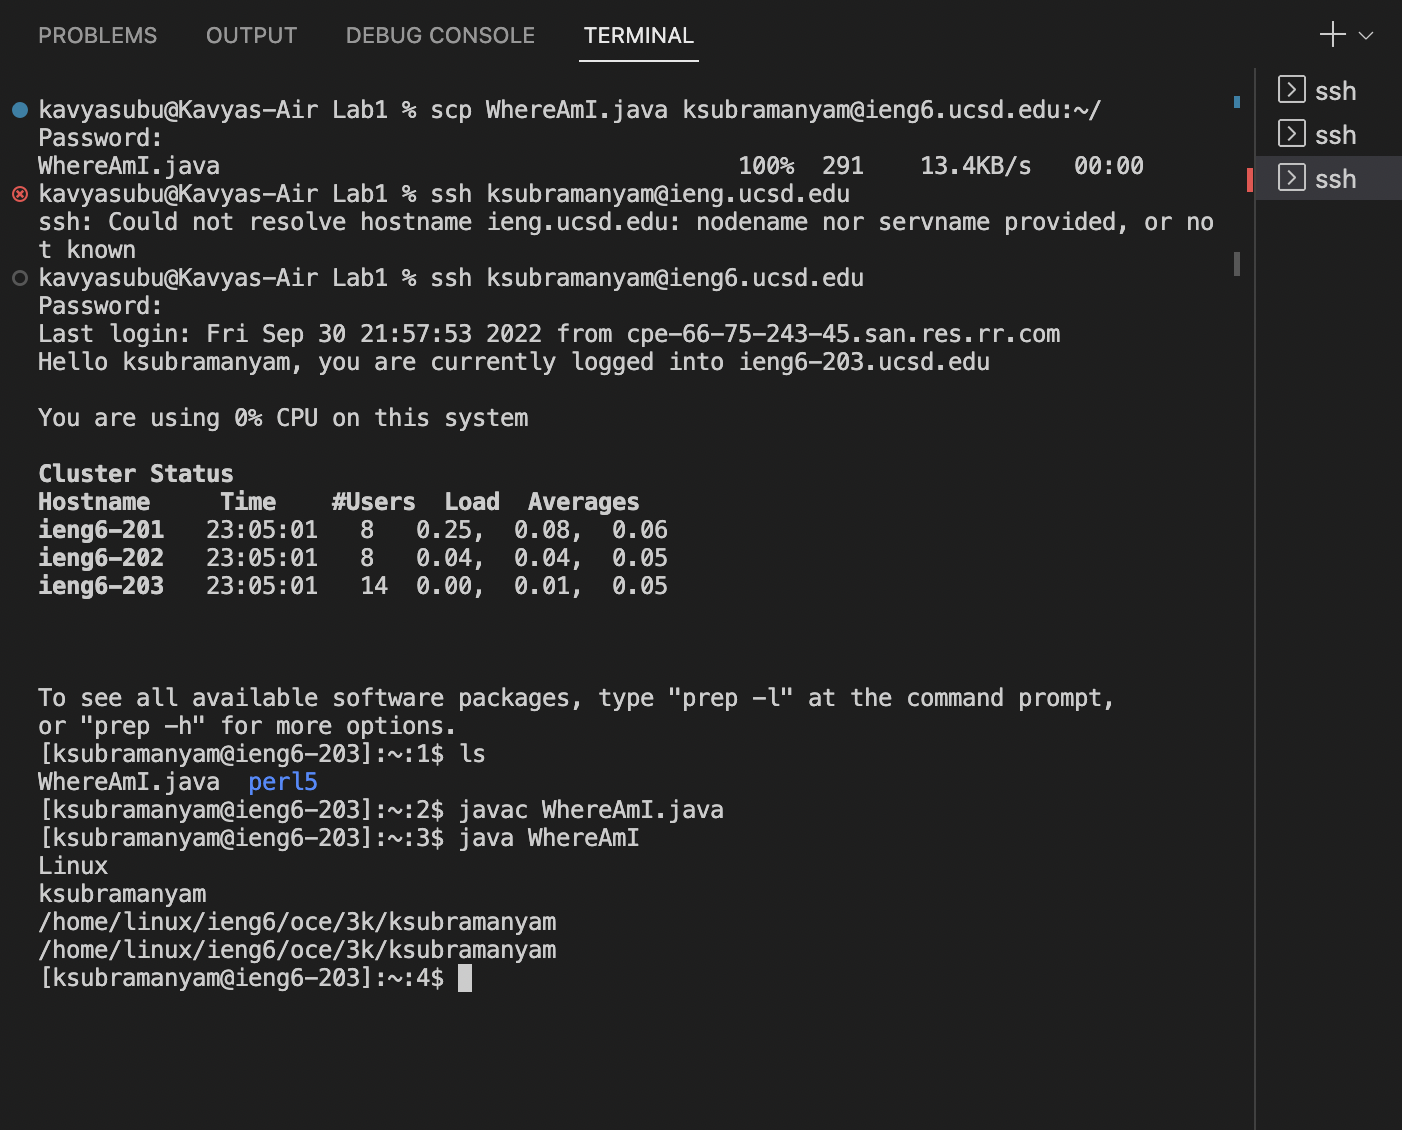 PROBLEMS OUTPUT DEBUG CONSOLE TERMINAL
kavyasubu@Kavyas-Air Lab1 % scp WhereAmI.java ksubramanyam@ieng6.ucsd.edu:~/
Password:
WhereAmI.java 100% 291 13.4KB/s 00:00
kavyasubu@Kavyas-Air Lab1 % ssh ksubramanyam@ieng.ucsd.edu
ssh: Could not resolve hostname ieng.ucsd.edu: nodename nor servname provided, or no
t known
kavyasubu@Kavyas-Air Lab1 % ssh ksubramanyam@ieng6.ucsd.edu
Password:
Last login: Fri Sep 30 21:57:53 2022 from cpe-66-75-243-45.san.res.rr.com
Hello ksubramanyam, you are currently logged into ieng6-203.ucsd.edu
You are using 0% CPU on this system
Cluster Status
Hostname Time #Users Load Averages
ieng6-201 23:05:01 8 0.25, 0.08, 0.06
ieng6-202 23:05:01 8 0.04, 0.04, 0.05
ieng6-203 23:05:01 14 0.00, 0.01, 0.05
To see all available software packages, type "prep -l" at the command prompt,
or "prep -h" for more options.
[ksubramanyam@ieng6-203]:~:1$ ls
WhereAmI.java perl5
[ksubramanyam@ieng6-203]:~:2$ javac WhereAmI.java
[ksubramanyam@ieng6-203]:~:3$ java WhereAmI
Linux
ksubramanyam
/home/linux/ieng6/oce/3k/ksubramanyam
/home/linux/ieng6/oce/3k/ksubramanyam
[ksubramanyam@ieng6-203]:~:4$
ssh
ssh
ssh